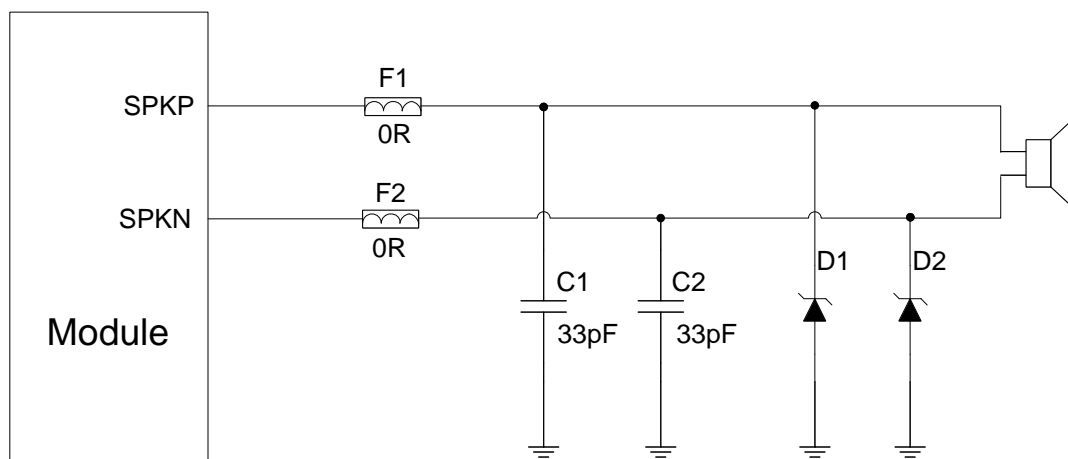 F1
SPKP
0R
F2
SPKN
0R
D1
D2
C1
C2
33pF
33pF
Module